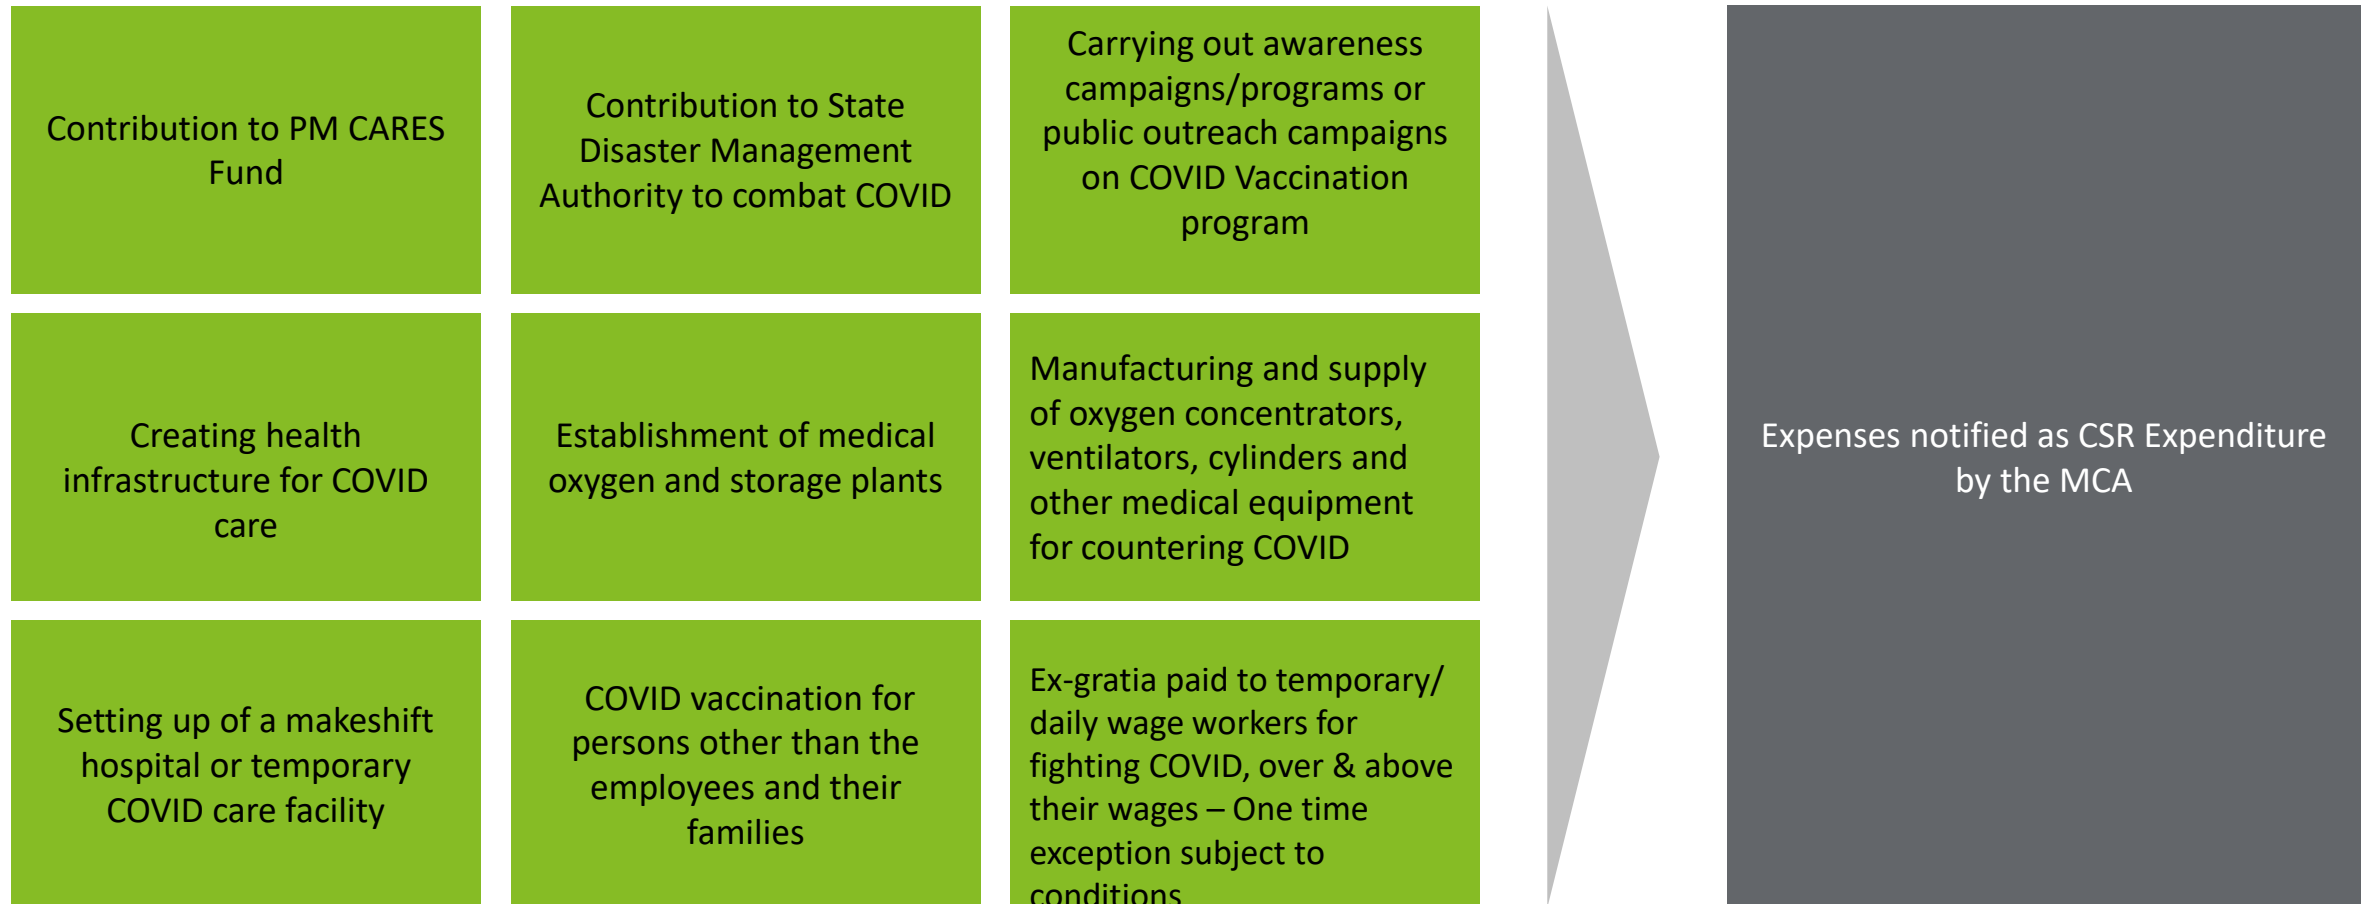 Contribution to PM CARES
Fund
Contribution to State
Disaster Management
Authority to combat COVID
Carrying out awareness
campaigns/programs or
public outreach campaigns
on COVID Vaccination
program
Creating health
infrastructure for COVID
care
Establishment of medical
oxygen and storage plants
Manufacturing and supply
of oxygen concentrators,
ventilators, cylinders and
other medical equipment
for countering COVID
Setting up of a makeshift
hospital or temporary
COVID care facility
COVID vaccination for
persons other than the
employees and their
families
Ex-gratia paid to temporary/
daily wage workers for
fighting COVID, over & above
their wages – One time
exception subject to
conditions
Expenses notified as CSR Expenditure
by the MCA